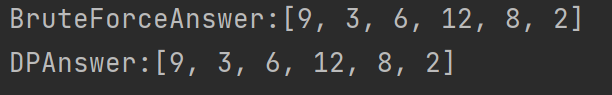 BruteForceAnswer:[9, 3, 6, 12, 8, 2]
DPAnswer:[9, 3, 6, 12, 8, 2]